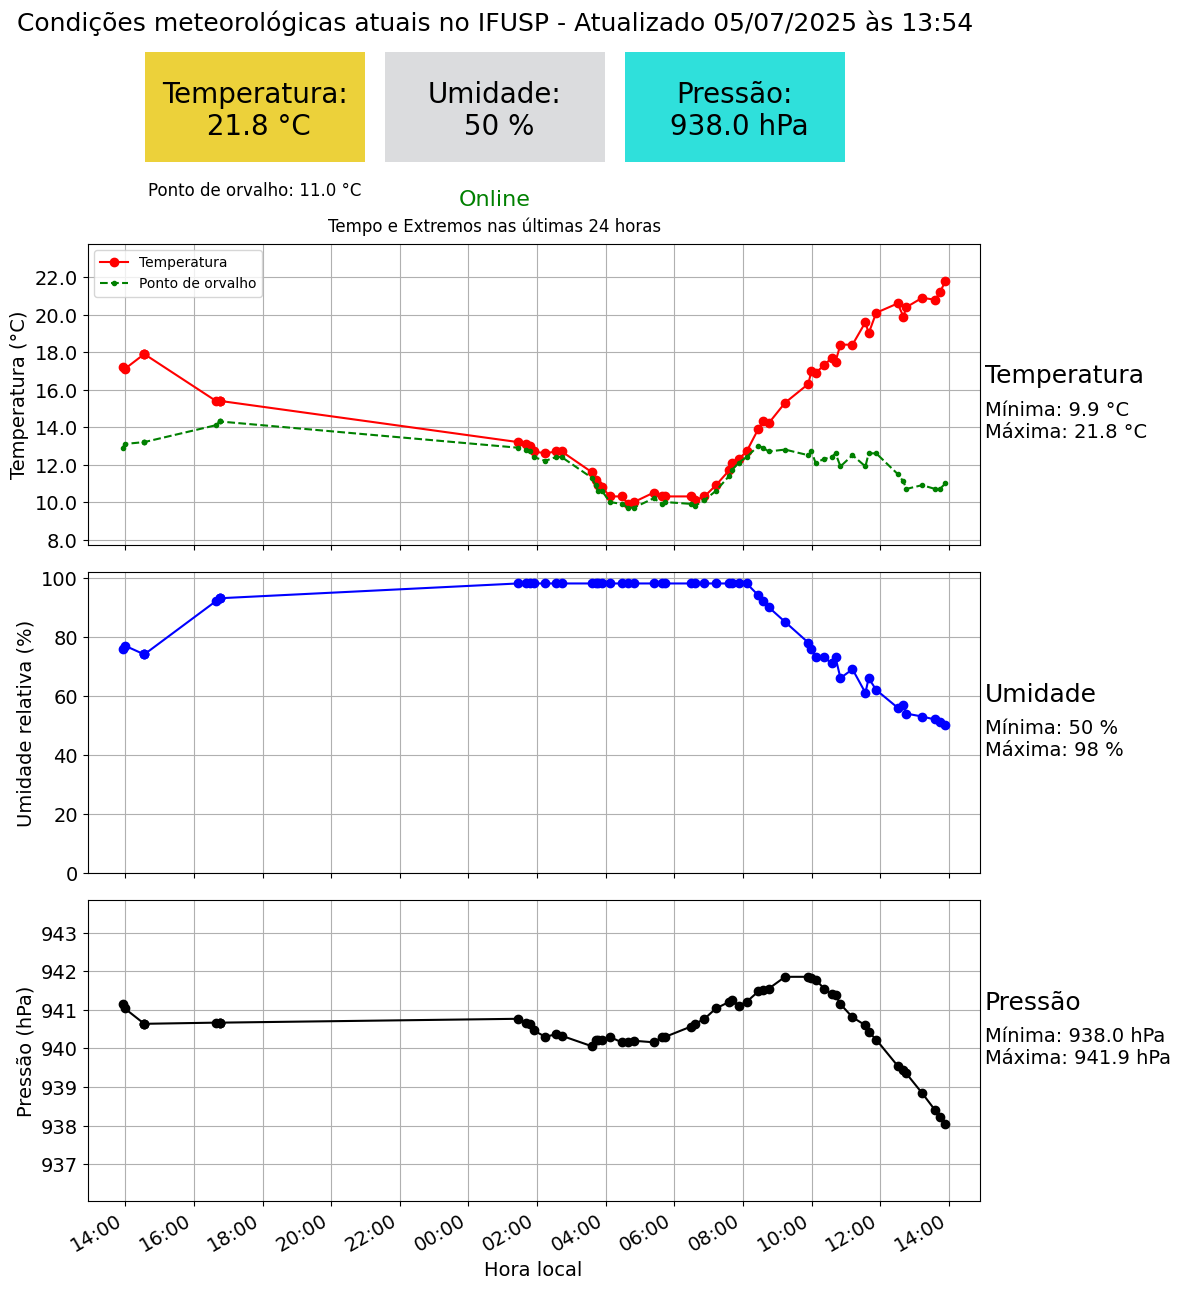 Condições meteorológicas atuais no IFUSP - Atualizado 05/07/2025 às 13:54
Temperatura:
21.8 °C
Umidade:
50 %
Pressão:
938.0 hPa
Ponto de orvalho: 11.0 °C
Online
Tempo e Extremos nas últimas 24 horas
Temperatura
Ponto de orvalho
Temperatura (°C)
22.0
20.0
18.0
16.0
14.0
12.0
10.0
8.0
Temperatura
Mínima: 9.9 °C
Máxima: 21.8 °C
Umidade relativa (%)
100
80
60
40
20
0
Umidade
Mínima: 50 %
Máxima: 98 %
Pressão (hPa)
943
942
941
940
939
938
937
Pressão
Mínima: 938.0 hPa
Máxima: 941.9 hPa
14:00
16:00
18:00
20:00
22:00
00:00
02:00
04:00
06:00
08:00
10:00
12:00
14:00
Hora local